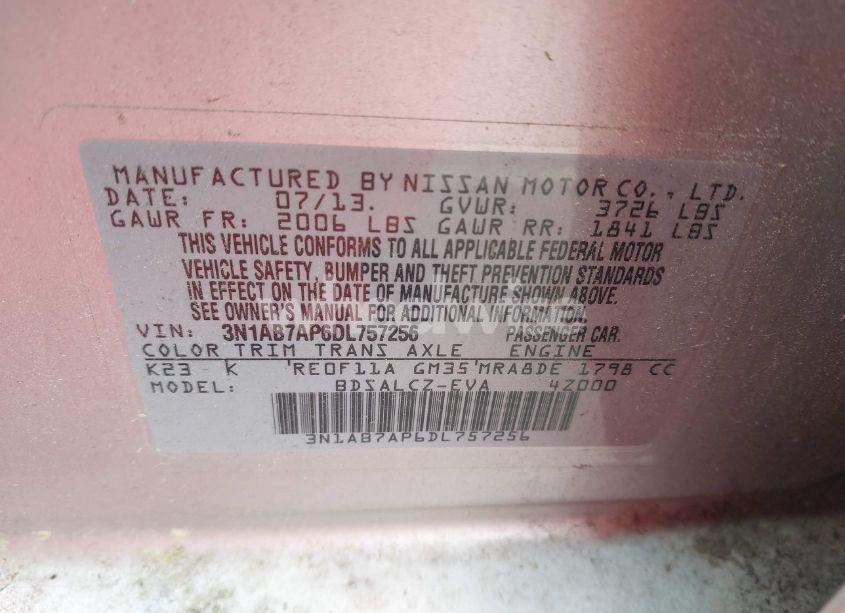 MANUFACTURED BY NISSAN MOTOR CO., LTD.
DATE: 07/13. GVWR: 3726 LBS
GAWR FR: 2006 LBS GAWR RR: 1841 LBS
THIS VEHICLE CONFORMS TO ALL APPLICABLE FEDERAL MOTOR
VEHICLE SAFETY, BUMPER AND THEFT PREVENTION STANDARDS
IN EFFECT ON THE DATE OF MANUFACTURE SHOWN ABOVE.
SEE OWNER'S MANUAL FOR ADDITIONAL INFORMATION.
VIN: 3N1AB7AP6DL757256 PASSENGER CAR.
COLOR TRIM TRANS AXLE ENGINE
K23 K 'RE0F11A GM35'MRA8DE 1798 CC
MODEL: BDSALCZ-EVA 4Z000
3N1AB7AP6DL757256